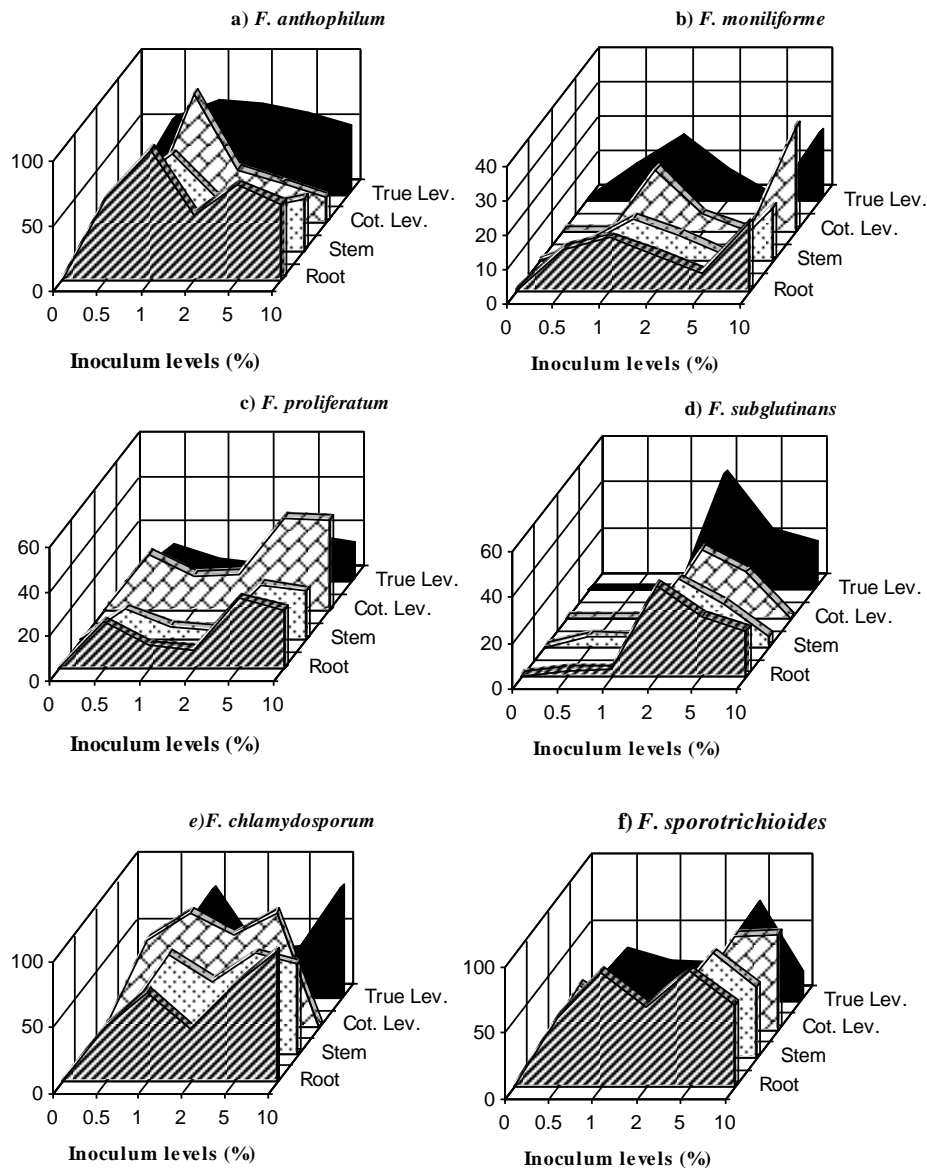 a) F. anthophilum
100
50
0
0 0.5 1 2 5 10
True Lev.
Cot. Lev.
Stem
Root
Inoculum levels (%)
b) F. moniliforme
40
30
20
10
0
0 0.5 1 2 5 10
True Lev.
Cot. Lev.
Stem
Root
Inoculum levels (%)
c) F. proliferatum
60
40
20
0
0 0.5 1 2 5 10
True Lev.
Cot. Lev.
Stem
Root
Inoculum levels (%)
d) F. subglutinans
60
40
20
0
0 0.5 1 2 5 10
True Lev.
Cot. Lev.
Stem
Root
Inoculum levels (%)
e)F. chlamydosporum
100
50
0
0 0.5 1 2 5 10
True Lev.
Cot. Lev.
Stem
Root
Inoculum levels (%)
f) F. sporotrichioides
100
50
0
0 0.5 1 2 5 10
True Lev.
Cot. Lev.
Stem
Root
Inoculum levels (%)